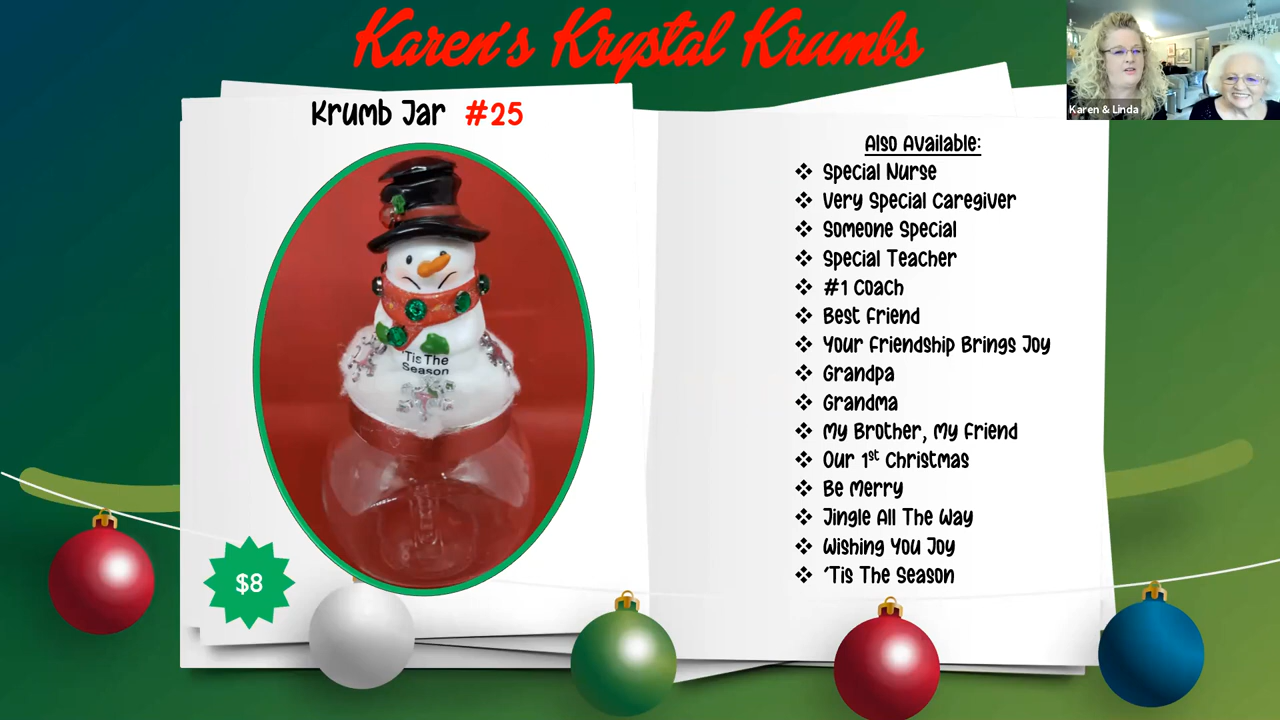 Karen's Krystal Krumbs
Karen & Linda
Krumb Jar #25
'Tis The
Season
$8
Also Available:
❖ Special Nurse
❖ Very Special Caregiver
❖ Someone Special
❖ Special Teacher
❖ #1 Coach
❖ Best Friend
❖ Your Friendship Brings Joy
❖ Grandpa
❖ Grandma
❖ My Brother, My Friend
❖ Our 1st Christmas
❖ Be Merry
❖ Jingle All The Way
❖ Wishing You Joy
❖ 'Tis The Season